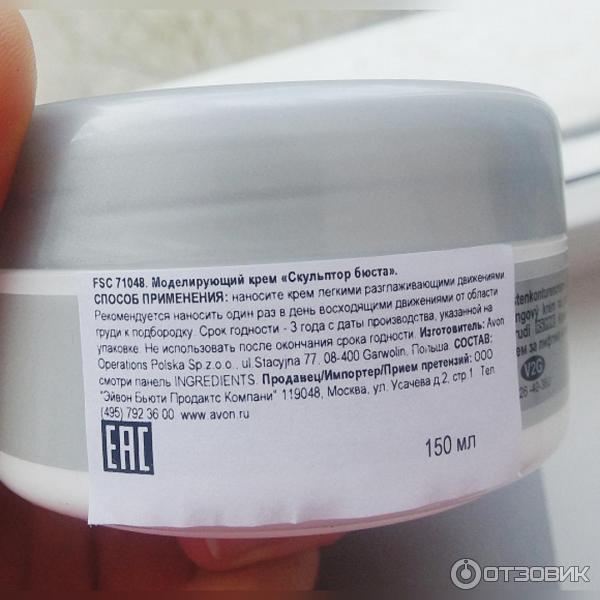 FSC 71048. Моделирующий крем «Скульптор бюста».
СПОСОБ ПРИМЕНЕНИЯ: наносите крем легкими разглаживающими движениями.
Рекомендуется наносить один раз в день восходящими движениями от области
груди к подбородку. Срок годности - 3 года с даты производства, указанной на
упаковке. Не использовать после окончания срока годности. Изготовитель: Avon
Operations Polska Sp.z.o.o., ul.Stacyjna 77. 08-400 Garwolin, Польша СОСТАВ:
смотри панель INGREDIENTS. Продавец/Импортер/Прием претензий: ООО
"Эйвон Бьюти Продактс Компани" 119048, Москва, ул. Усачева д.2, стр.1 Тел.
(495) 792 36 00 www.avon.ru
EAC
150 мл
V2G
ОТЗОВИК